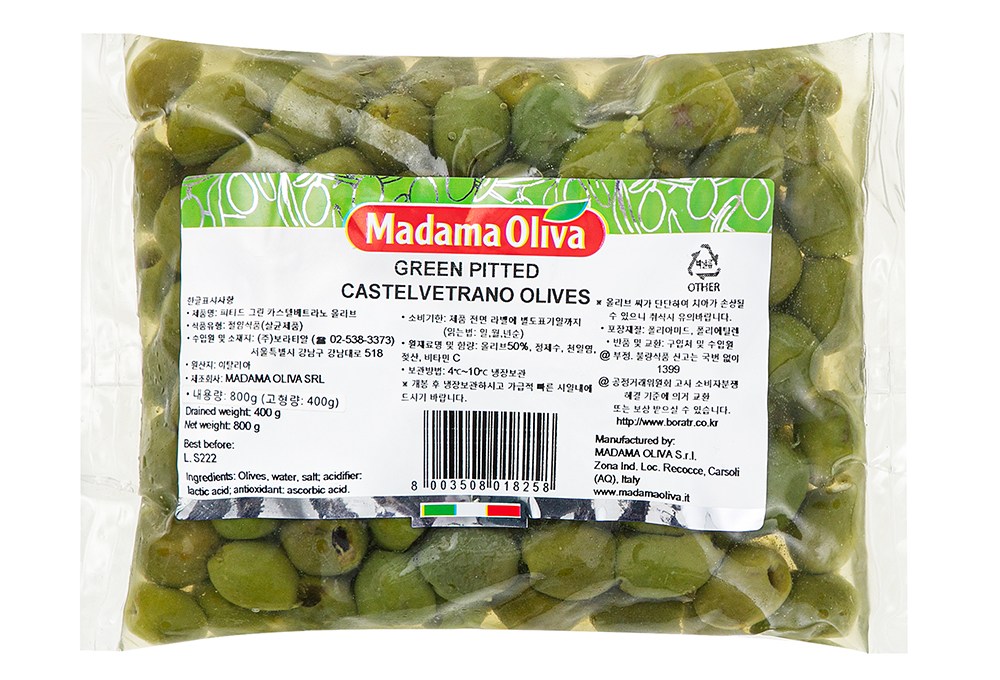 Madama Oliva
GREEN PITTED
CASTELVETRANO OLIVES
한글표시사항
• 제품명: 피티드 그린 카스텔베트라노 올리브
• 식품유형: 절임식품(살균제품)
• 수입원 및 소재지: (주)보라티알 (☎ 02-538-3373)
서울특별시 강남구 강남대로 518
• 원산지: 이탈리아
• 제조회사: MADAMA OLIVA SRL
• 내용량: 800g (고형량: 400g)
Drained weight: 400 g
Net weight: 800 g
Best before:
L. S222
Ingredients: Olives, water, salt; acidifier:
lactic acid; antioxidant: ascorbic acid.
• 소비기한: 제품 전면 라벨에 별도표기일까지
(읽는법: 일,월,년순)
• 원재료명 및 함량: 올리브50%, 정제수, 천일염,
젖산, 비타민 C
• 보관방법: 4℃~10℃ 냉장보관
※ 개봉 후 냉장보관하시고 가급적 빠른 시일내에
드시기 바랍니다.
8 003508 018258
OTHER
※ 올리브 씨가 단단하여 치아가 손상될
수 있으니 취식시 유의바랍니다.
• 포장재질: 폴리아미드, 폴리에틸렌
• 반품 및 교환: 구입처 및 수입원
@ 부정, 불량식품 신고는 국번 없이
1399
@ 공정거래위원회 고시 소비자분쟁
해결 기준에 의거 교환
또는 보상 받으실 수 있습니다.
http://www.boratr.co.kr
Manufactured by:
MADAMA OLIVA S.r.l.
Zona Ind. Loc. Recocce, Carsoli
(AQ), Italy
www.madamaoliva.it